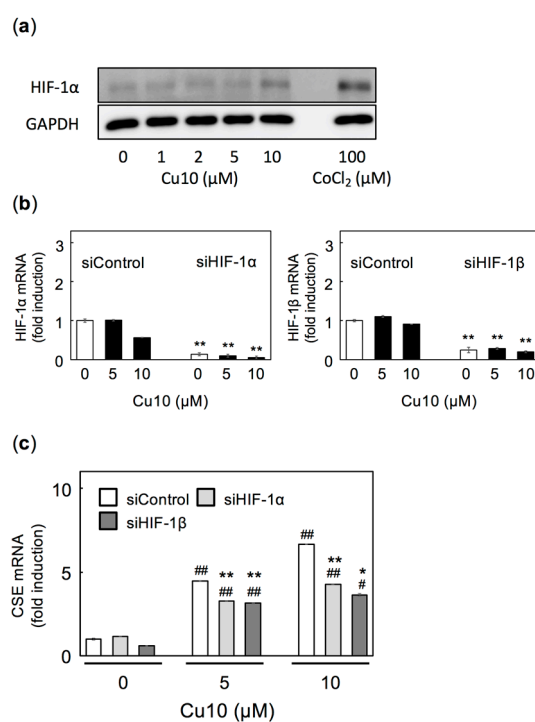 (a)
HIF-1α
GAPDH
0 1 2 5 10 100
Cu10 (µM) CoCl2 (µM)
(b)
3
2
1
0
HIF-1α mRNA
(fold induction)
siControl siHIF-1α
** ** **
0 5 10 0 5 10
Cu10 (µM)
3
2
1
0
HIF-1β mRNA
(fold induction)
siControl siHIF-1β
** ** **
0 5 10 0 5 10
Cu10 (µM)
(c)
10
5
0
CSE mRNA
(fold induction)
siControl siHIF-1α
siHIF-1β
## ** ** ## ** *
## ## ## #
0 5 10
Cu10 (µM)